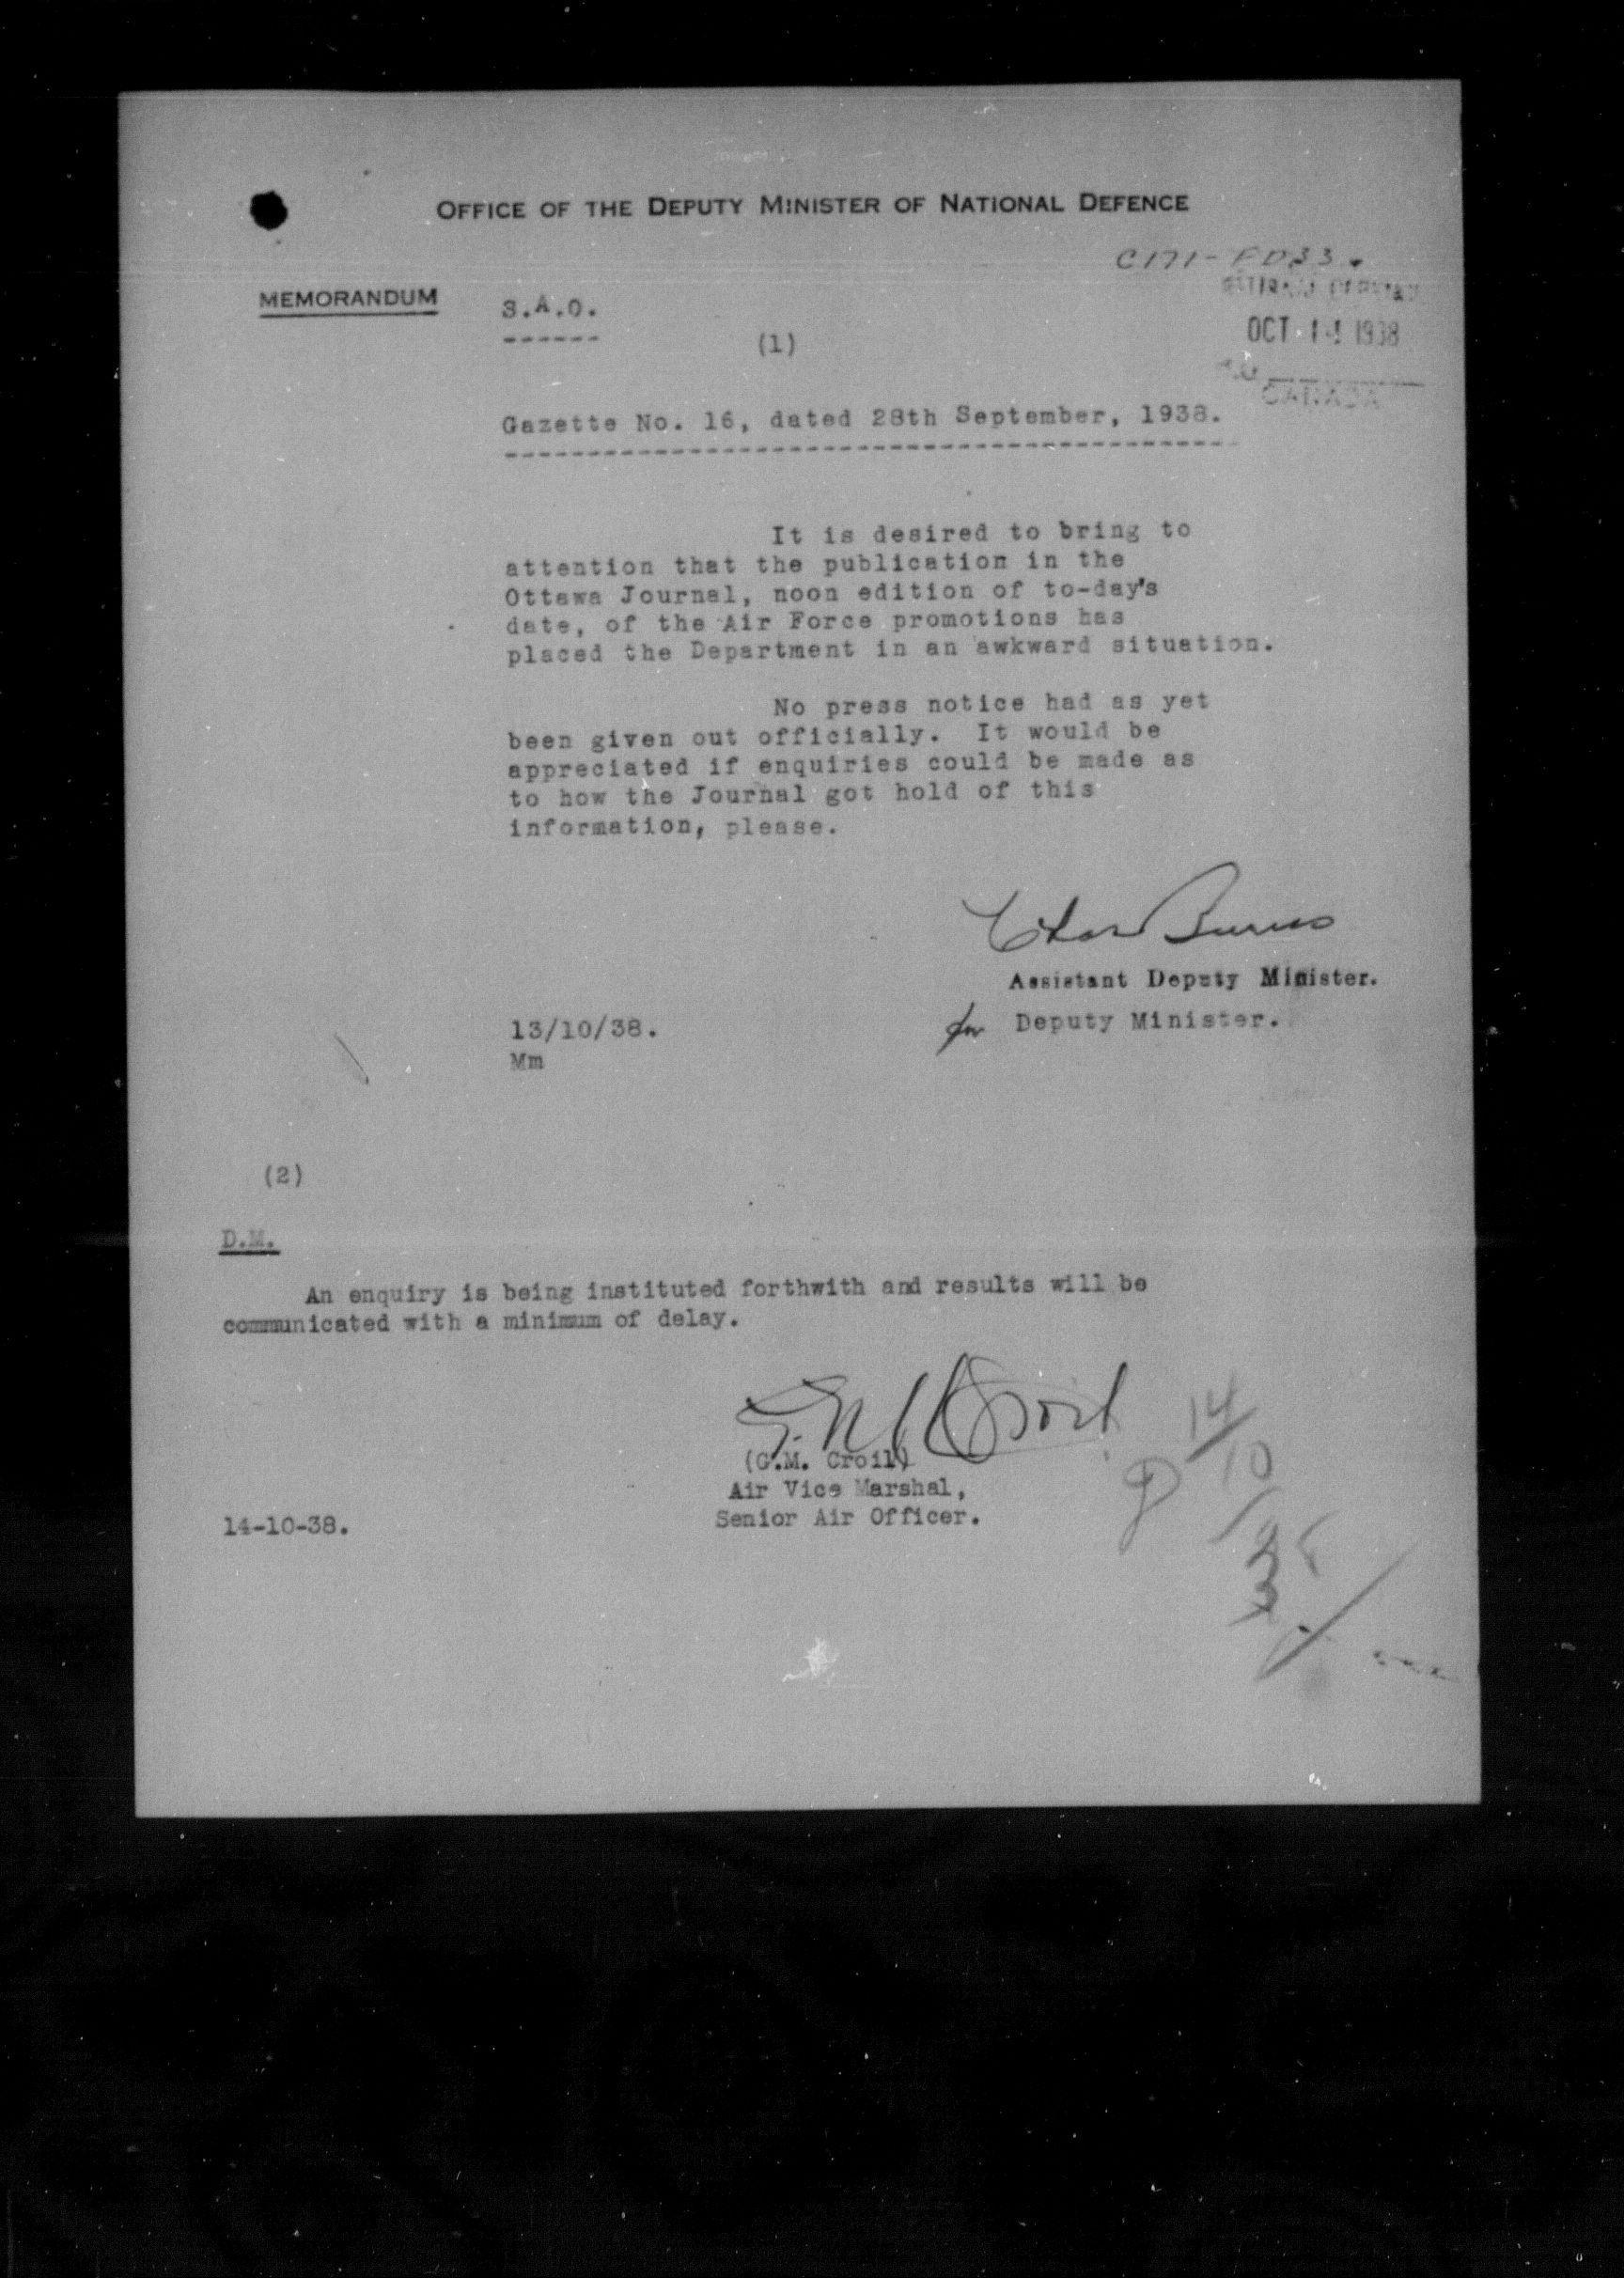 OFFICE OF THE DEPUTY MINISTER OF NATIONAL DEFENCE
C171-FD33.
MEMORANDUM
S.A.O.
OCT 14 1938
CANADA
(1)
Gazette No. 16, dated 28th September, 1938.
It is desired to bring to
attention that the publication in the
Ottawa Journal, noon edition of to-day's
date, of the Air Force promotions has
placed the Department in an awkward situation.
No press notice had as yet
been given out officially. It would be
appreciated if enquiries could be made as
to how the Journal got hold of this
information, please.
Assistant Deputy Minister.
for Deputy Minister.
13/10/38.
Mm
(2)
D.M.
An enquiry is being instituted forthwith and results will be
communicated with a minimum of delay.
G.M. Croil
(G.M. Croil)
Air Vice Marshal,
Senior Air Officer.
14-10-38.
14/10